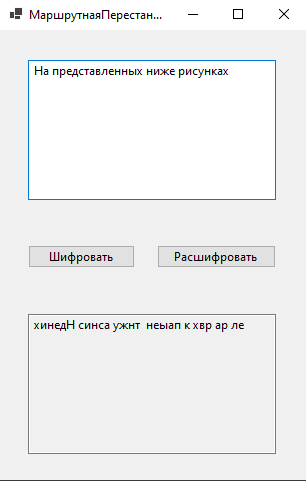 МаршрутнаяПерестан...
На представленных ниже рисунках
Шифровать
Расшифровать
хинедН синса ужнт  неыап к хвр ар ле